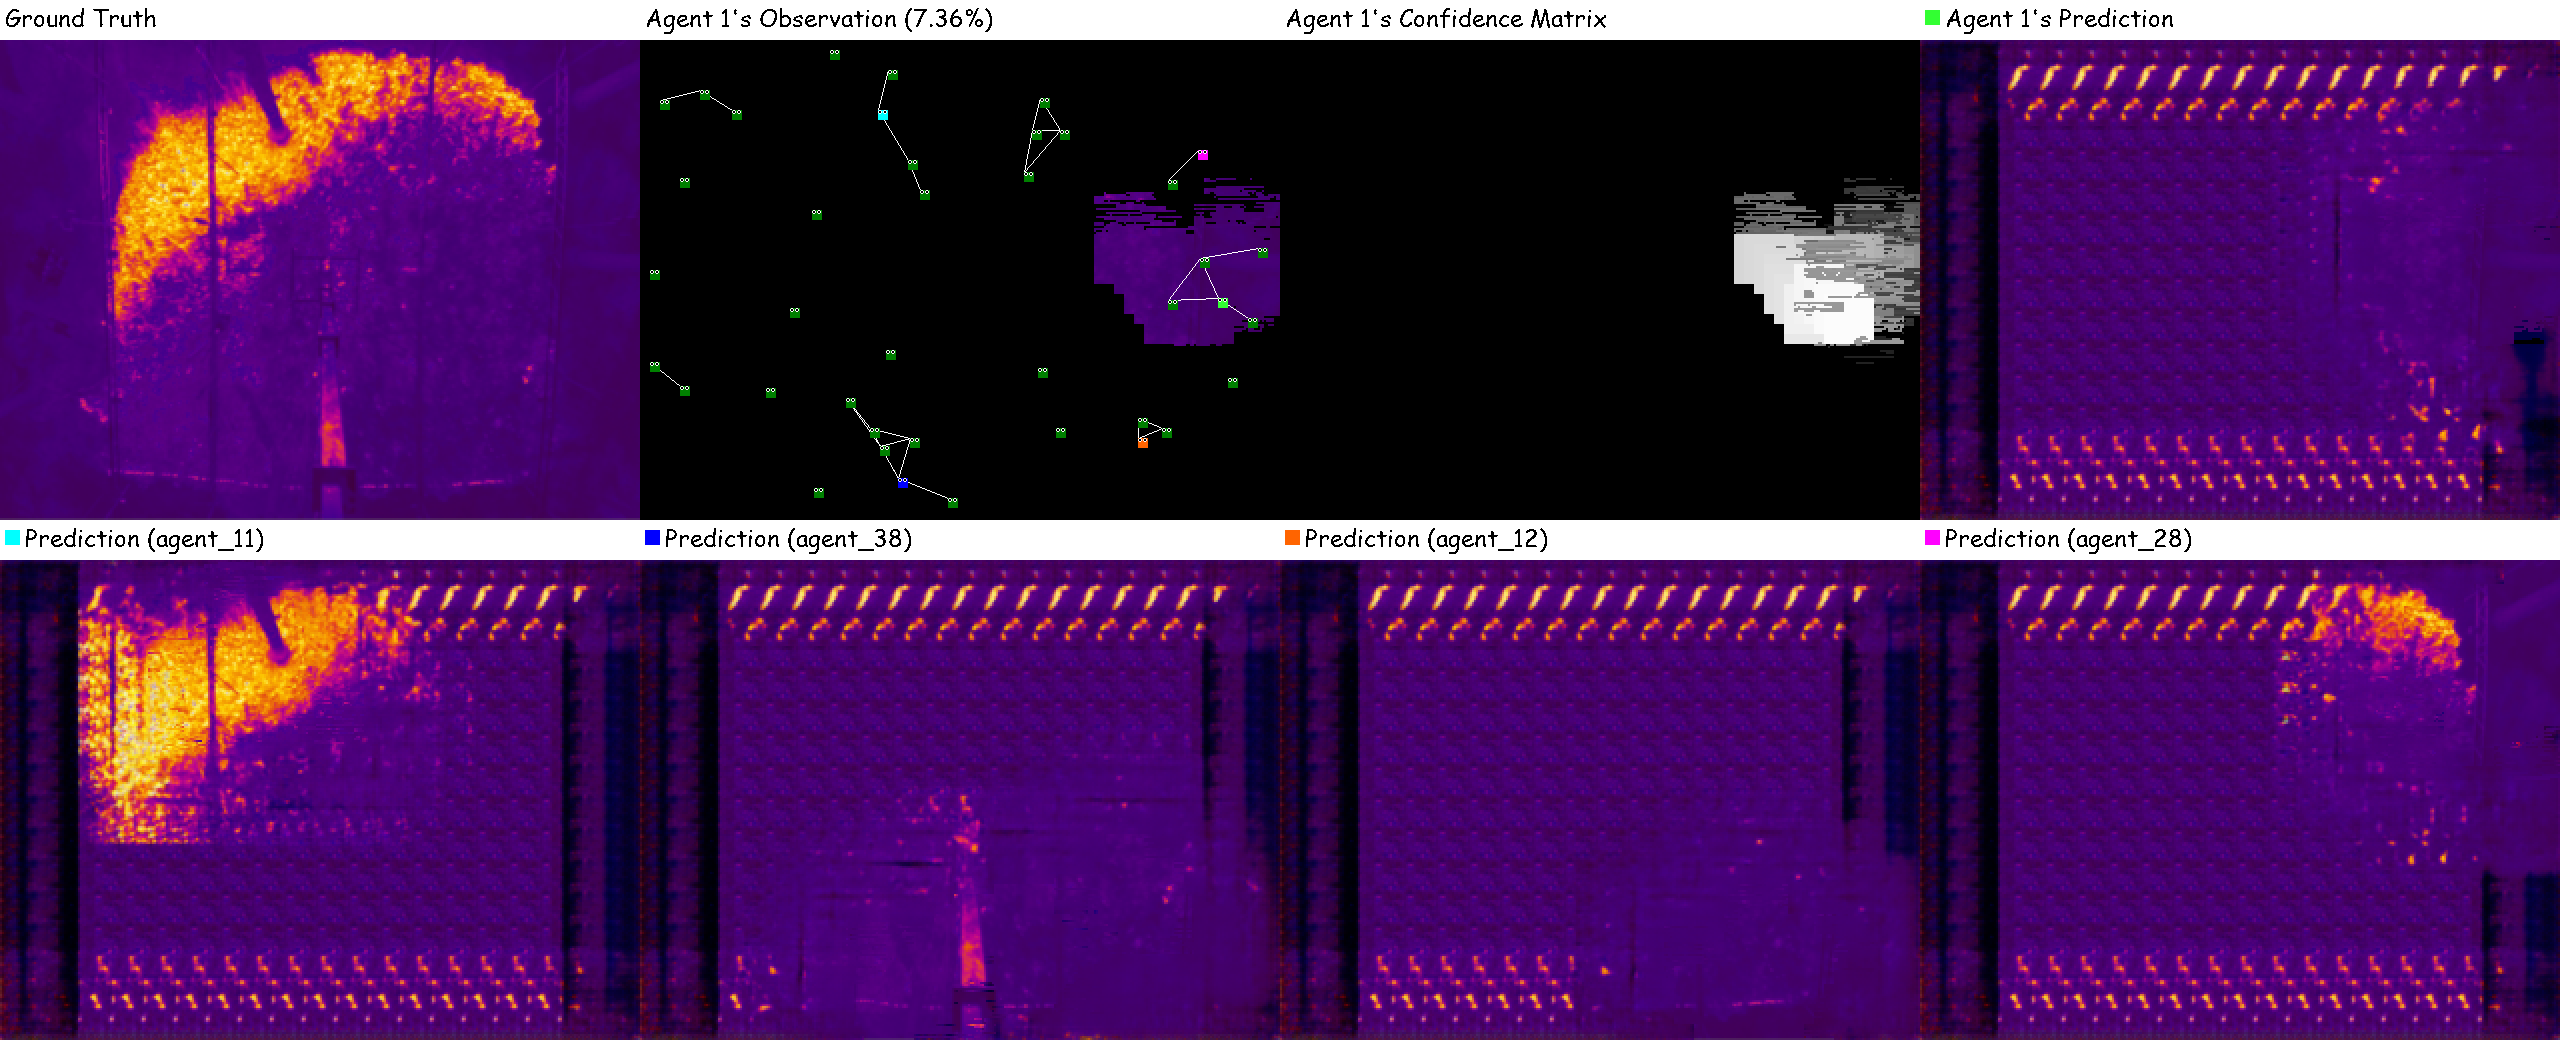 Ground Truth
Agent 1's Observation (7.36%)
Agent 1's Confidence Matrix
Agent 1's Prediction
Prediction (agent_11)
Prediction (agent_38)
Prediction (agent_12)
Prediction (agent_28)